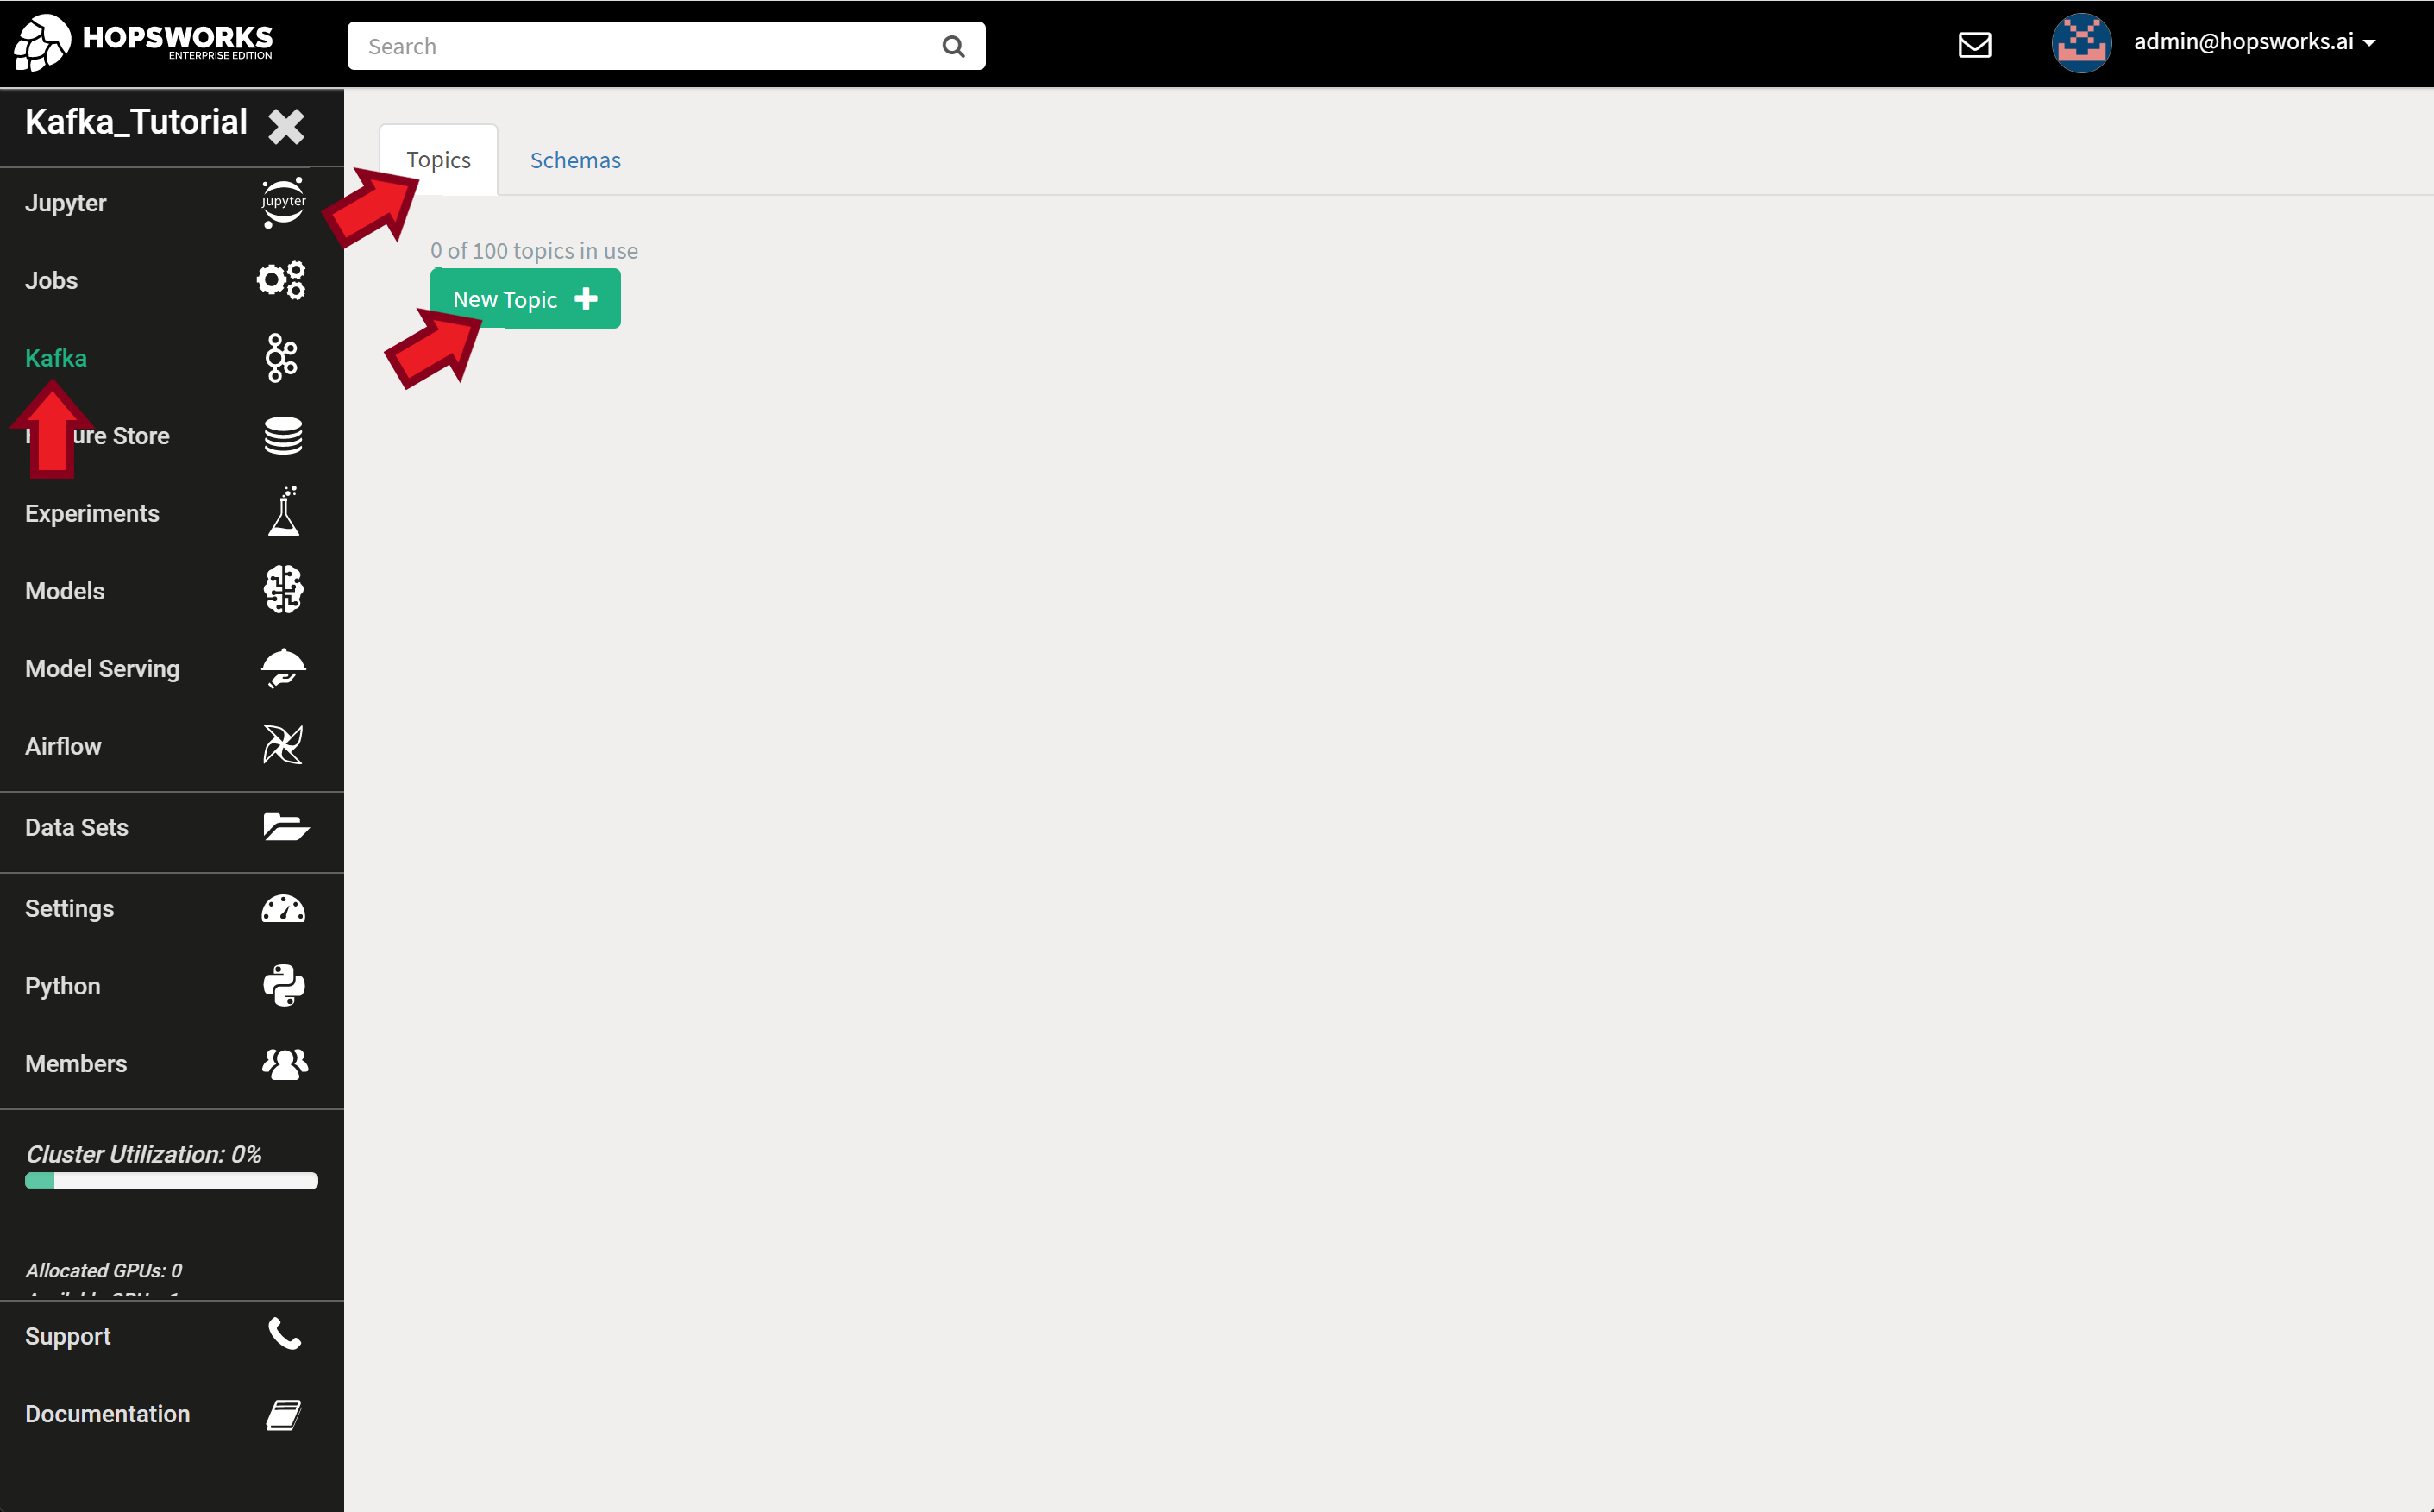 HOPSWORKS
ENTERPRISE EDITION
Search
admin@hopsworks.ai
Kafka_Tutorial
Topics
Schemas
Jupyter
jupyter
0 of 100 topics in use
Jobs
New Topic
Kafka
ure Store
Experiments
Models
Model Serving
Airflow
Data Sets
Settings
Python
Members
Cluster Utilization: 0%
Allocated GPUs: 0
Support
Documentation